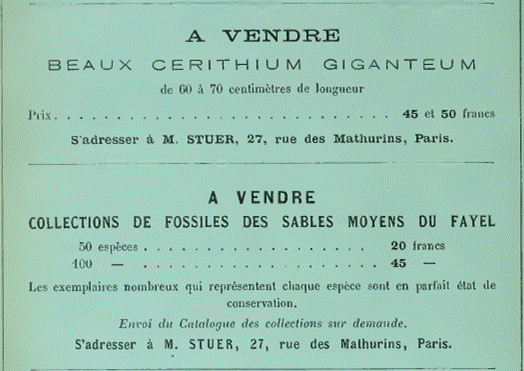 A VENDRE
BEAUX CERITHIUM GIGANTEUM
de 60 à 70 centimètres de longueur
Prix. . . . . . . . . . . . . . . . . . . . . . . . . . . . 45 et 50 francs
S'adresser à M. STUER, 27, rue des Mathurins, Paris.
A VENDRE
COLLECTIONS DE FOSSILES DES SABLES MOYENS DU FAYEL
50 espèces . . . . . . . . . . . . . . . . . 20 francs
100 — . . . . . . . . . . . . . . . . . . 45 —
Les exemplaires nombreux qui représentent chaque espèce sont en parfait état de
conservation.
Envoi du Catalogue des collections sur demande.
S'adresser à M. STUER, 27, rue des Mathurins, Paris.